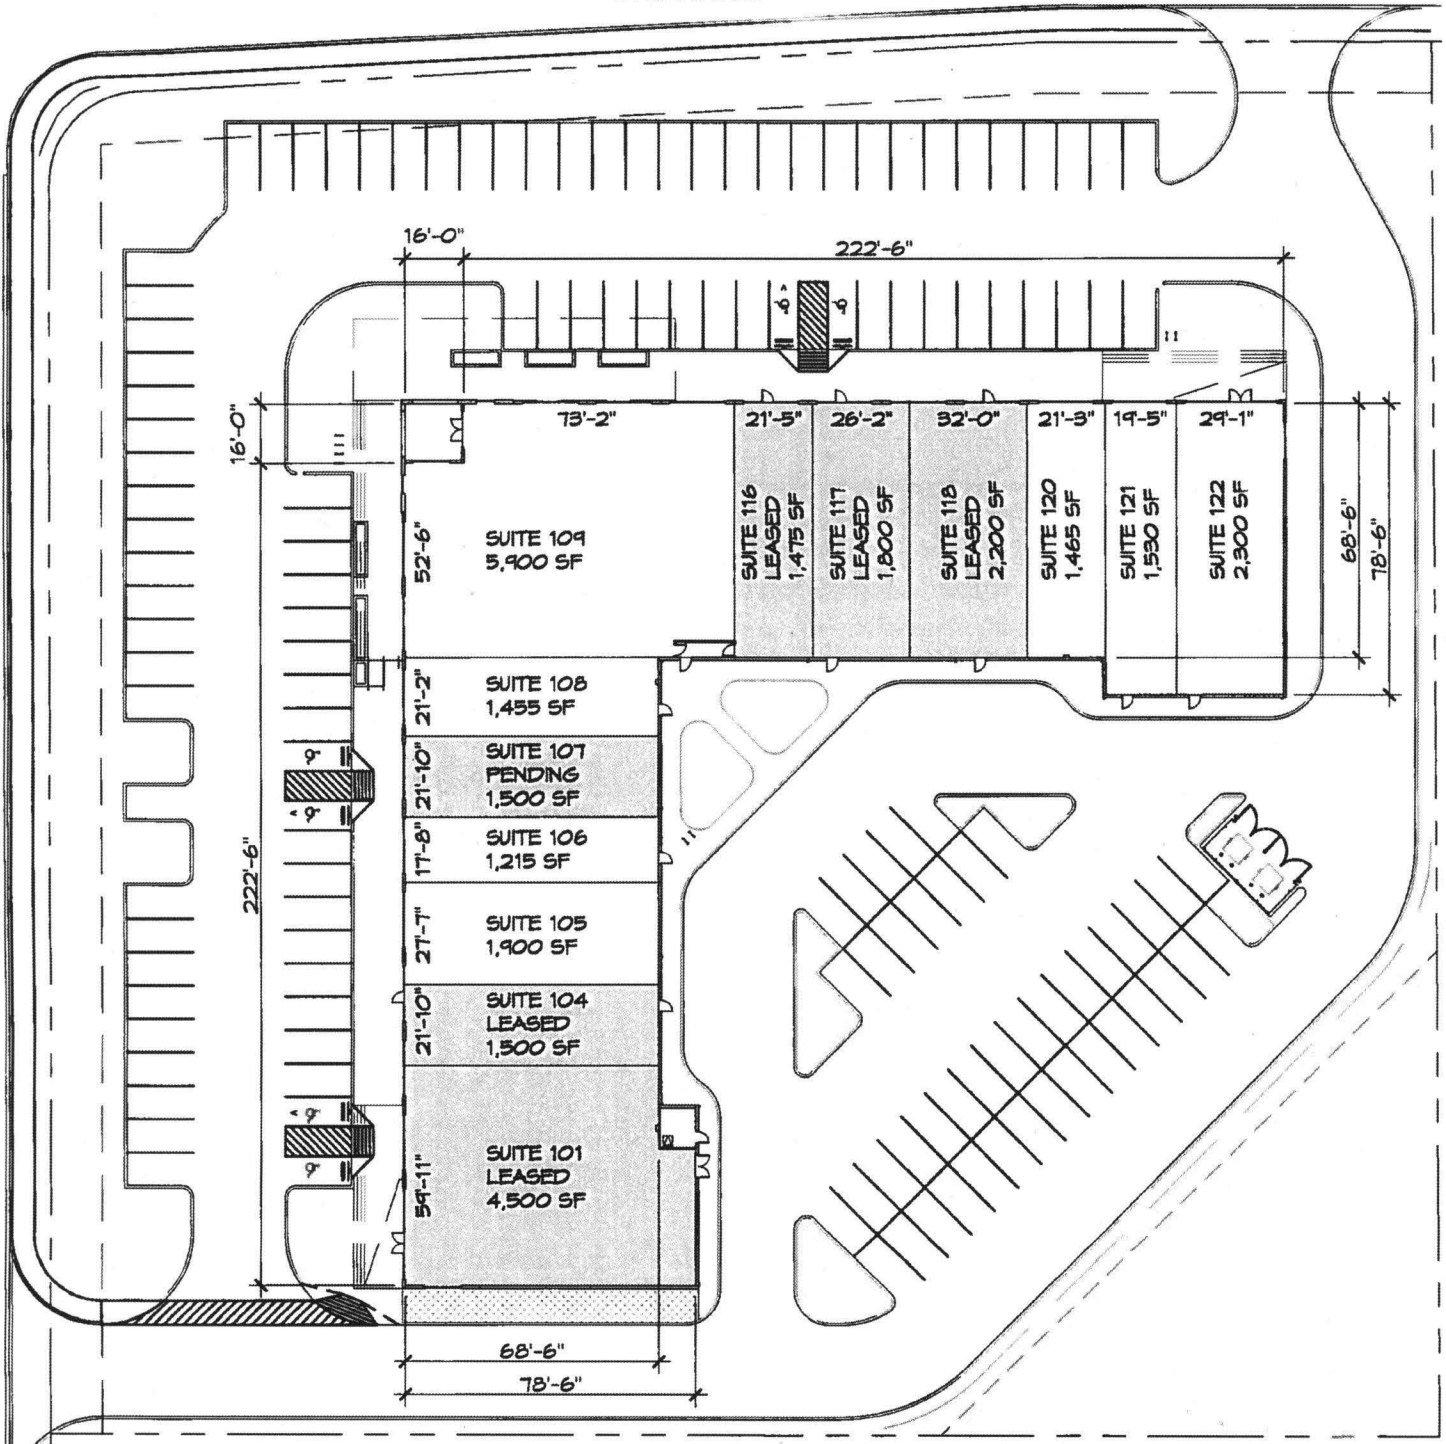 16'-0"
222'-6"
16'-0"
73'-2"
21'-5"
26'-2"
32'-0"
21'-3"
19'-5"
29'-1"
52'-6"
SUITE 109
5,900 SF
SUITE 116
LEASED
1,475 SF
SUITE 117
LEASED
1,800 SF
SUITE 118
LEASED
2,200 SF
SUITE 120
1,465 SF
SUITE 121
1,530 SF
SUITE 122
2,300 SF
68'-6"
78'-6"
21'-2"
SUITE 108
1,455 SF
21'-10"
SUITE 107
PENDING
1,500 SF
17'-8"
SUITE 106
1,215 SF
222'-6"
27'-7"
SUITE 105
1,900 SF
21'-10"
SUITE 104
LEASED
1,500 SF
59'-11"
SUITE 101
LEASED
4,500 SF
68'-6"
78'-6"